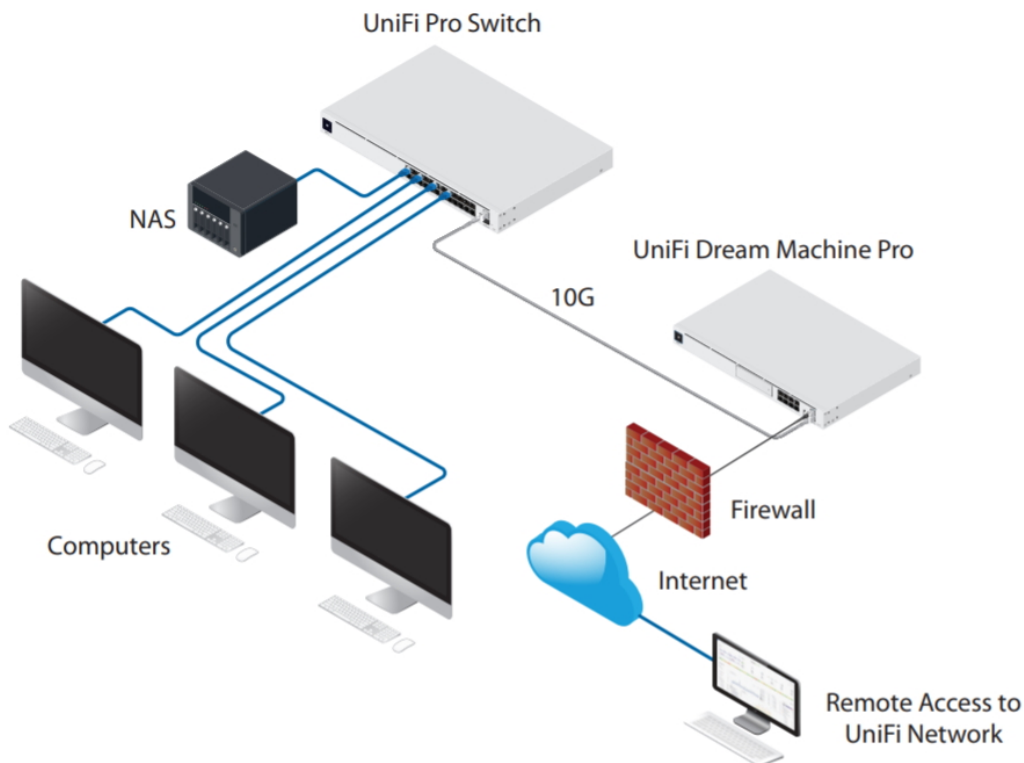 UniFi Pro Switch
NAS
UniFi Dream Machine Pro
10G
Firewall
Computers
Internet
Remote Access to
UniFi Network